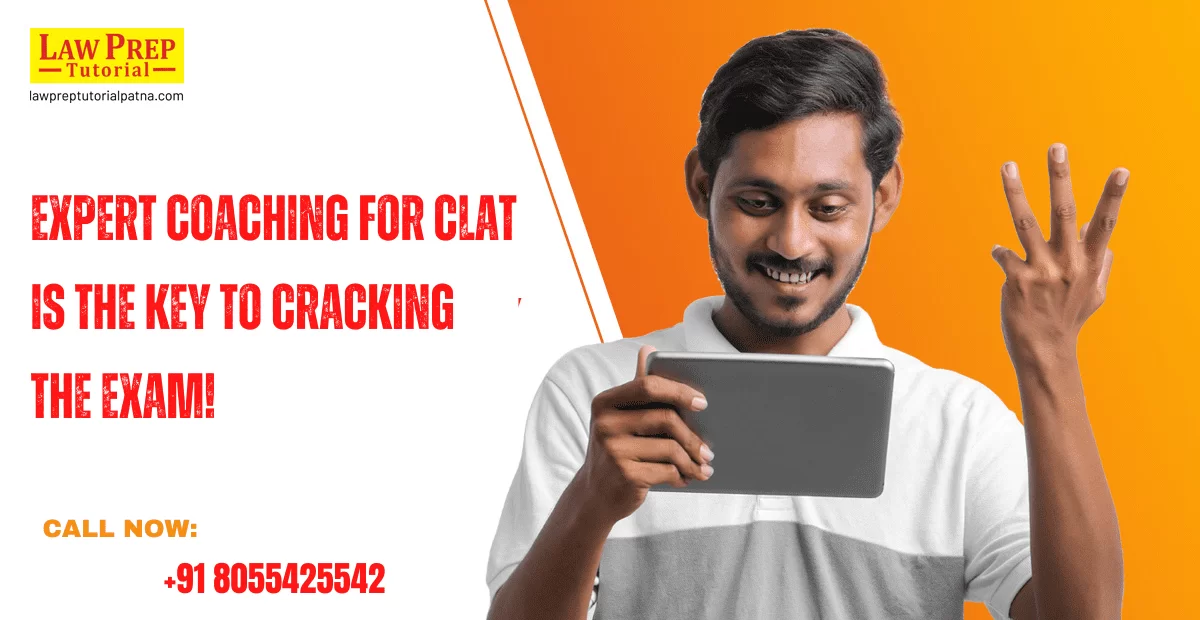 LAW PREP
Tutorial
lawpreptutorialpatna.com
EXPERT COACHING FOR CLAT
IS THE KEY TO CRACKING
THE EXAM!
CALL NOW:
+91 8055425542